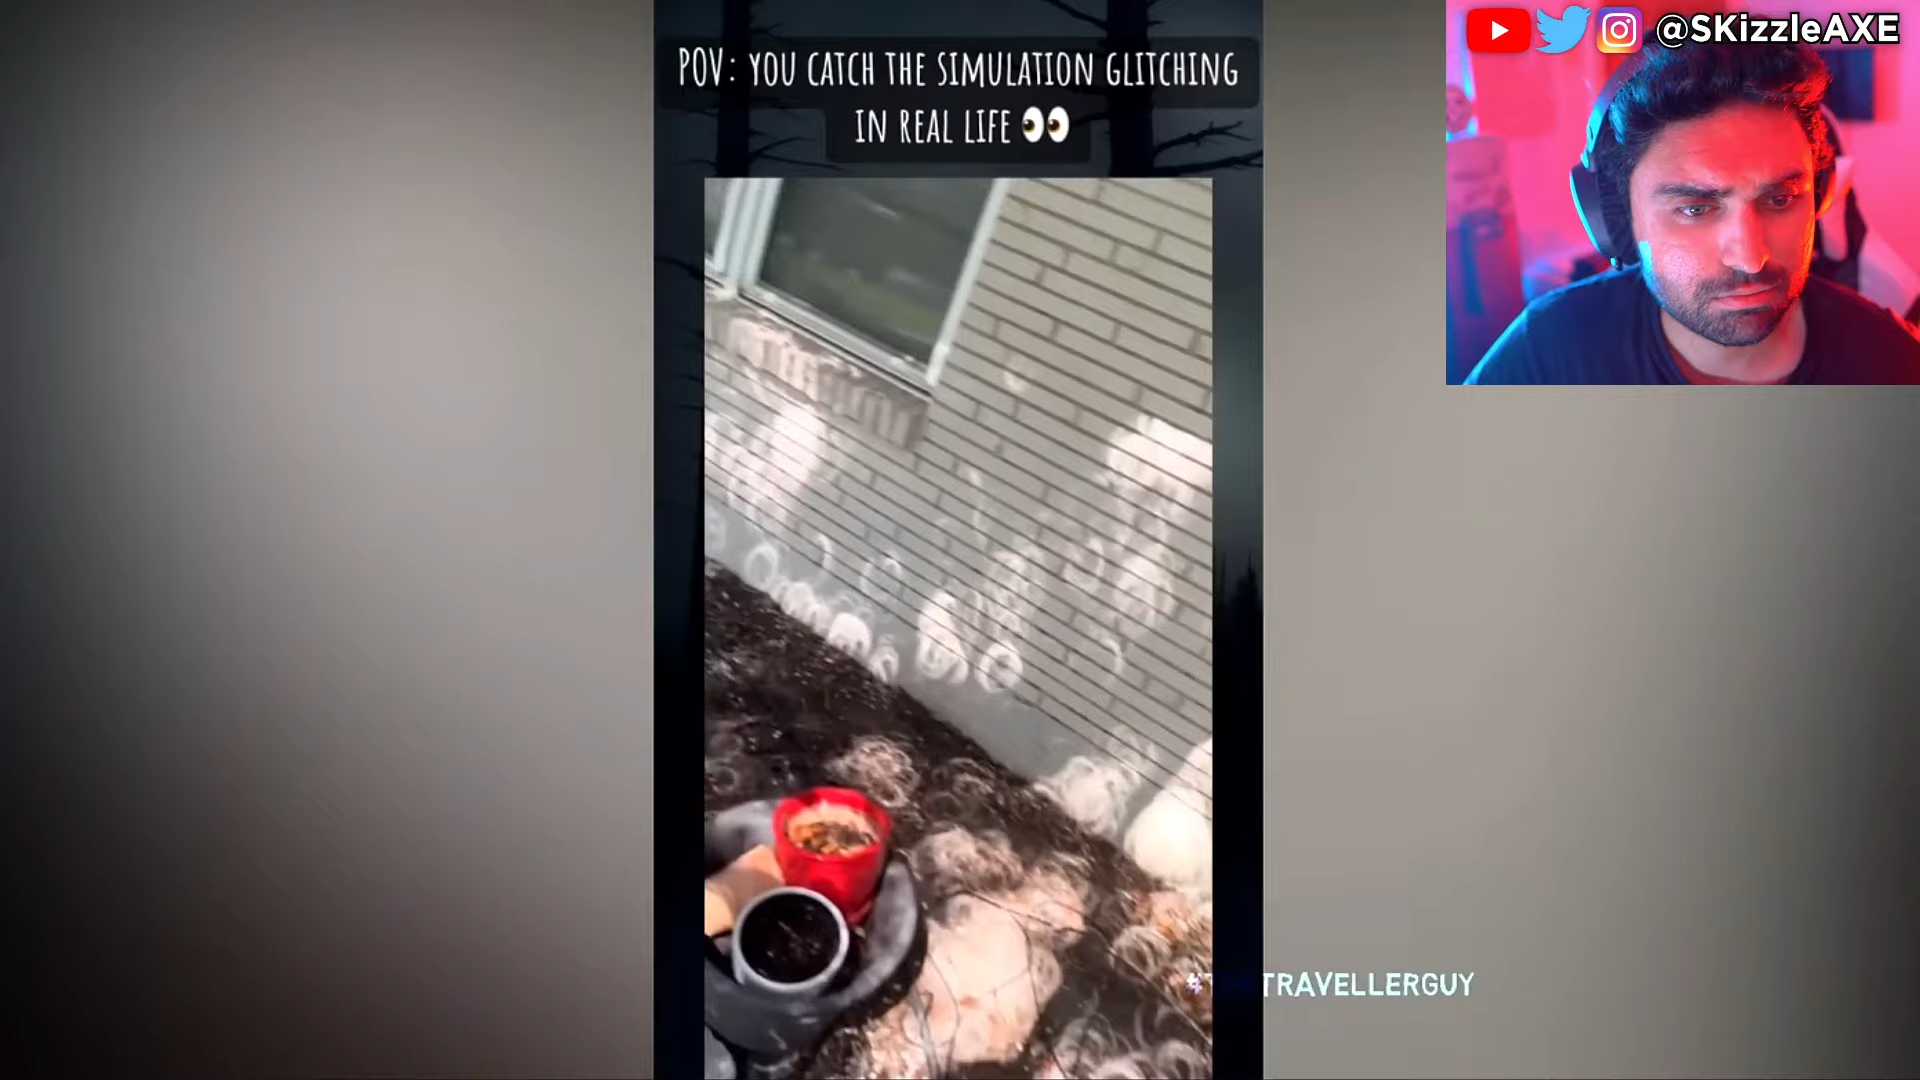 @SKizzleAXE
POV: YOU CATCH THE SIMULATION GLITCHING
IN REAL LIFE 👀
TRAVELLERGUY